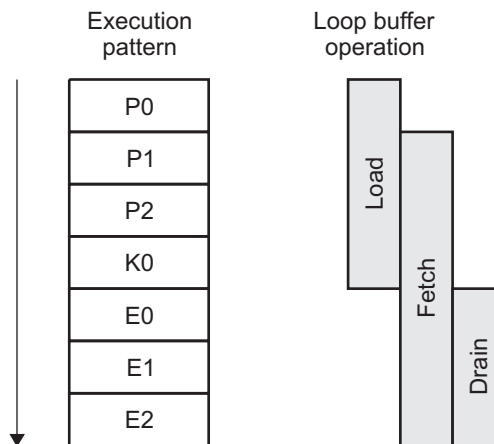 Execution
pattern
Loop buffer
operation
P0
P1
P2
K0
E0
E1
E2
Load
Fetch
Drain